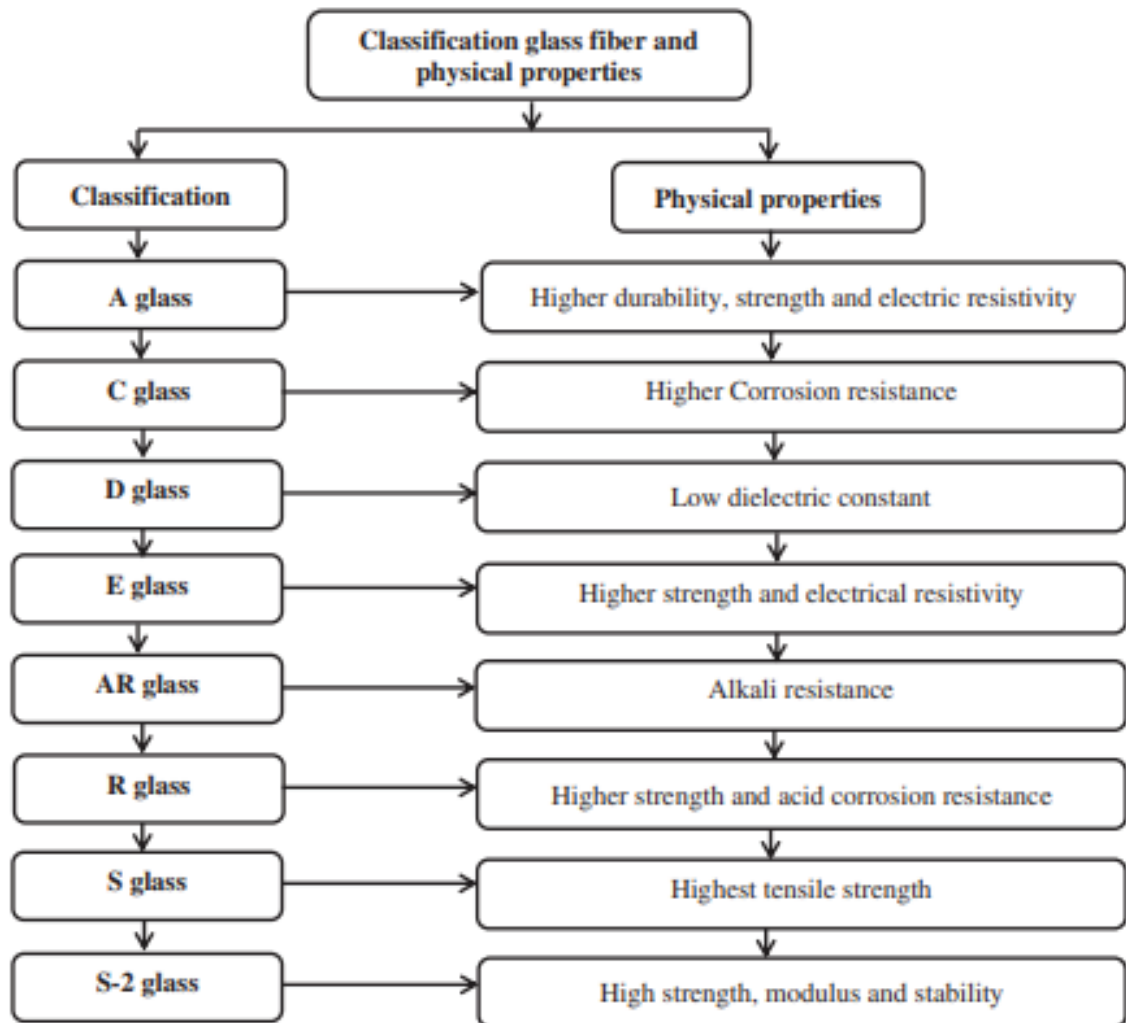 Classification glass fiber and
physical properties
Classification
Physical properties
A glass
Higher durability, strength and electric resistivity
C glass
Higher Corrosion resistance
D glass
Low dielectric constant
E glass
Higher strength and electrical resistivity
AR glass
Alkali resistance
R glass
Higher strength and acid corrosion resistance
S glass
Highest tensile strength
S-2 glass
High strength, modulus and stability